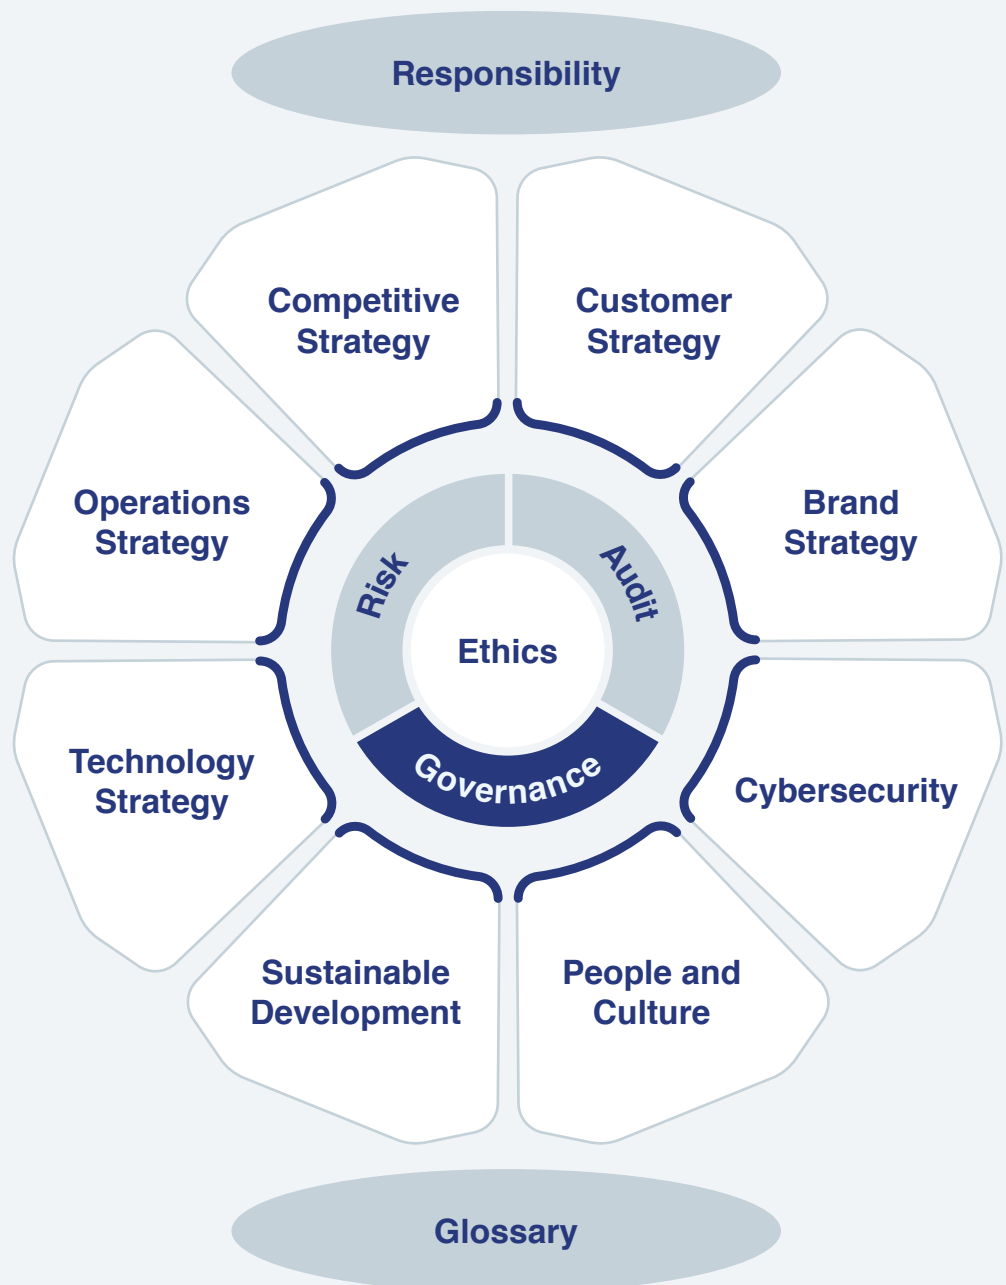 Responsibility
Competitive
Strategy
Customer
Strategy
Operations
Strategy
Brand
Strategy
Risk
Audit
Ethics
Governance
Technology
Strategy
Cybersecurity
Sustainable
Development
People and
Culture
Glossary